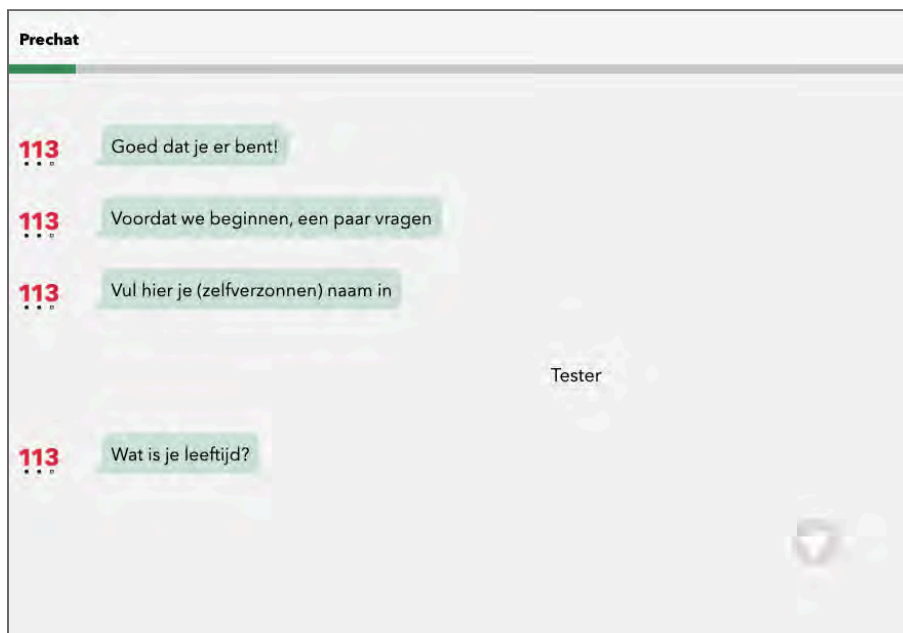 Prechat
113
Goed dat je er bent!
113
Voordat we beginnen, een paar vragen
113
Vul hier je (zelfverzonnen) naam in
Tester
113
Wat is je leeftijd?